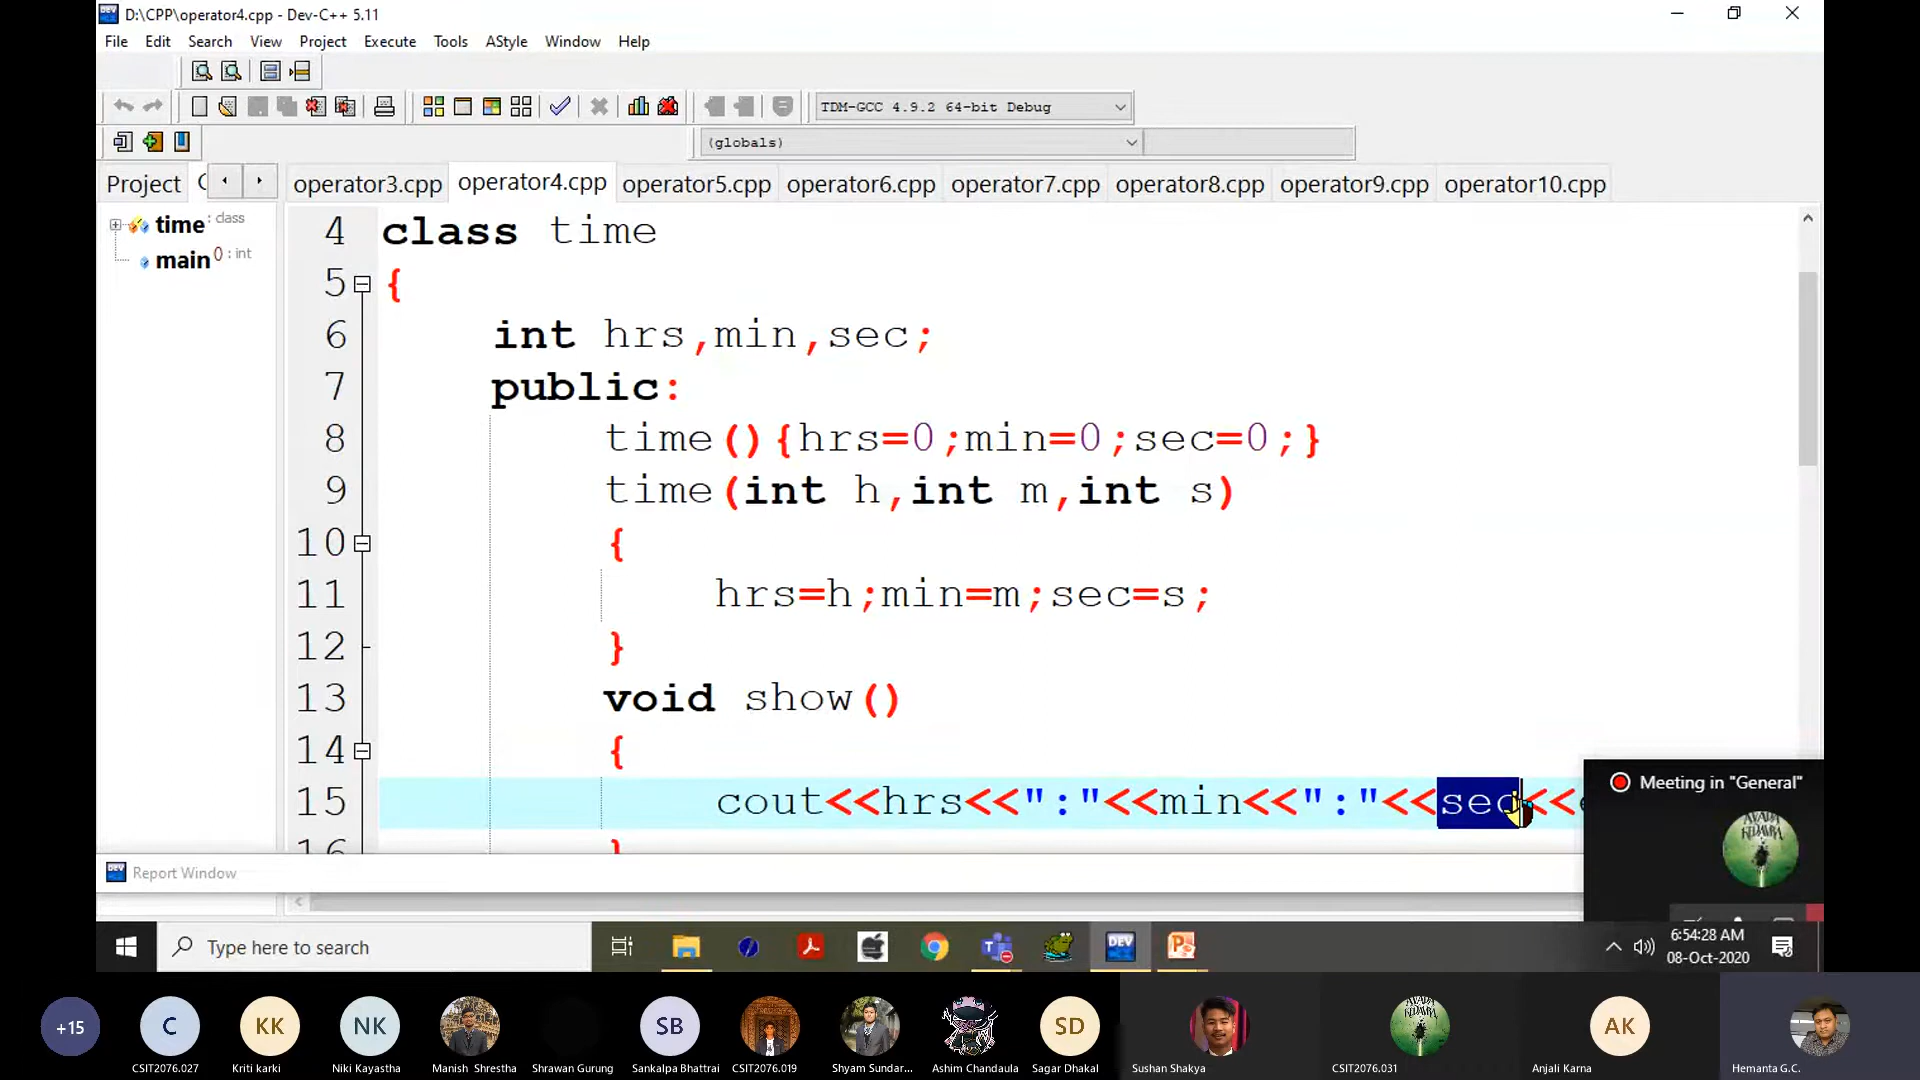 D:\CPP\operator4.cpp - Dev-C++ 5.11
File Edit Search View Project Execute Tools AStyle Window Help
TDM-GCC 4.9.2 64-bit Debug
(globals)
Project operator3.cpp operator4.cpp operator5.cpp operator6.cpp operator7.cpp operator8.cpp operator9.cpp operator10.cpp
time : class
main () : int
4 class time
5 {
6 int hrs,min,sec;
7 public:
8 time(){hrs=0;min=0;sec=0;}
9 time(int h,int m,int s)
10 {
11 hrs=h;min=m;sec=s;
12 }
13 void show()
14 {
15 cout<<hrs<<":"<<min<<":"<<sec<<
16 }
Meeting in "General"
Report Window
Type here to search
6:54:28 AM
08-Oct-2020
+15 C KK NK SB SD AK
CSIT2076.027 Kriti karki Niki Kayastha Manish Shrestha Shrawan Gurung Sankalpa Bhattrai CSIT2076.019 Shyam Sundar... Ashim Chandaula Sagar Dhakal Sushan Shakya CSIT2076.031 Anjali Karna Hemanta G.C.